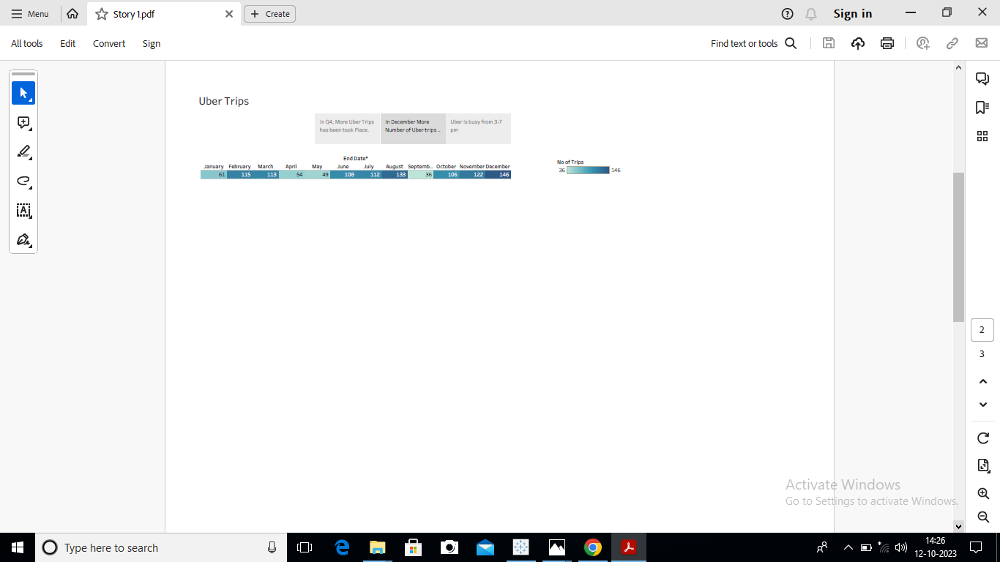 Menu
Story 1.pdf
Create
Sign in
All tools Edit Convert Sign
Find text or tools
Uber Trips
In Q4, More Uber Trips
has been took Place.
In December More
Number of Uber trips ..
Uber is busy from 3-7
pm
End Date*
January February March April May June July August Septemb.. October November December
61 115 113 54 49 108 112 133 36 106 122 146
No of Trips
36 146
2
3
Activate Windows
Go to Settings to activate Windows.
Type here to search
14:26
12-10-2023